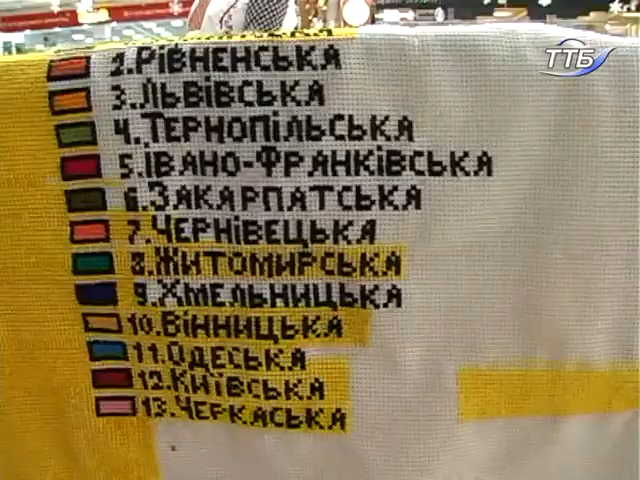 ТТБ
2.РІВНЕНСЬКА
3.ЛЬВІВСЬКА
4.ТЕРНОПІЛЬСЬКА
5.ІВАНО-ФРАНКІВСЬКА
6.ЗАКАРПАТСЬКА
7.ЧЕРНІВЕЦЬКА
8.ЖИТОМИРСЬКА
9.ХМЕЛЬНИЦЬКА
10.ВІННИЦЬКА
11.ОДЕСЬКА
12.КИЇВСЬКА
13.ЧЕРКАСЬКА